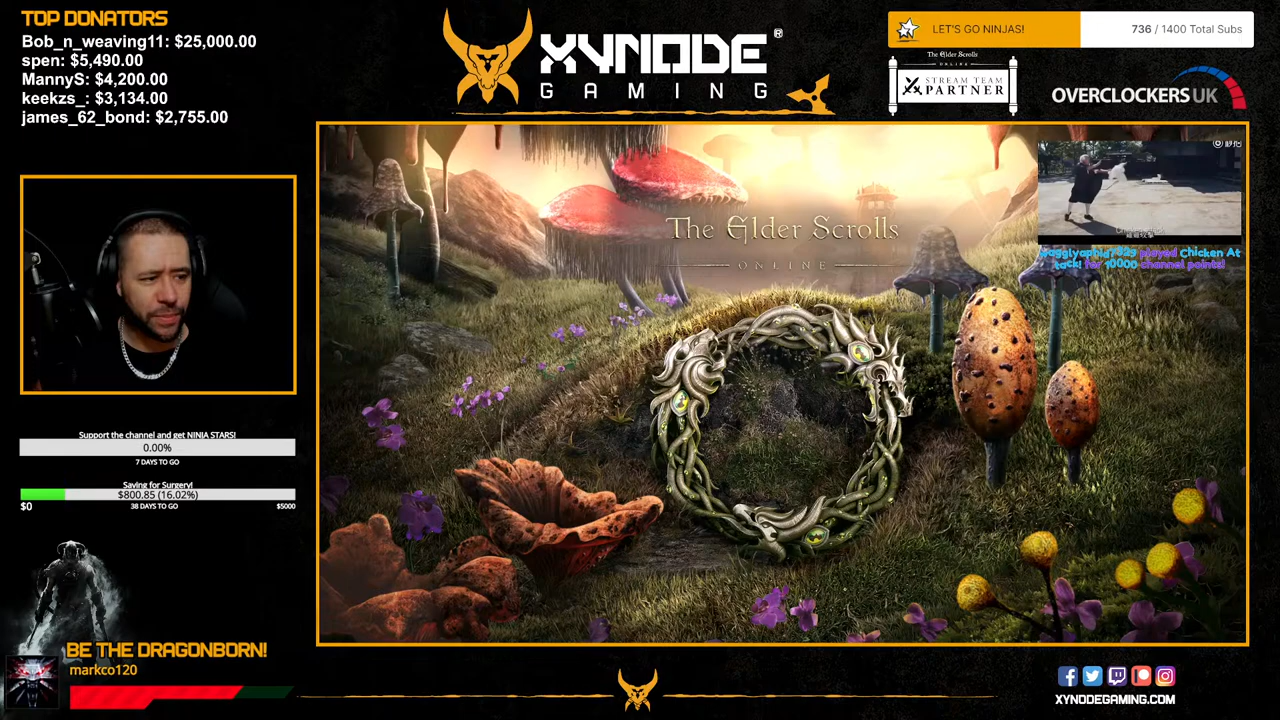 TOP DONATORS
Bob_n_weaving11: $25,000.00
spen: $5,490.00
MannyS: $4,200.00
keekzs_: $3,134.00
james_62_bond: $2,755.00
XYNODE®
GAMING
LET'S GO NINJAS!
736 / 1400 Total Subs
The Elder Scrolls
ONLINE
STREAM TEAM
PARTNER
OVERCLOCKERS UK
The Elder Scrolls
ONLINE
wagglyaphid7329 played Chicken At
tack! for 10000 channel points!
Support the channel and get NINJA STARS!
0.00%
7 DAYS TO GO
Saving for Surgery!
$800.85 (16.02%)
$0
38 DAYS TO GO
$5000
BE THE DRAGONBORN!
markco120
XYNODEGAMING.COM